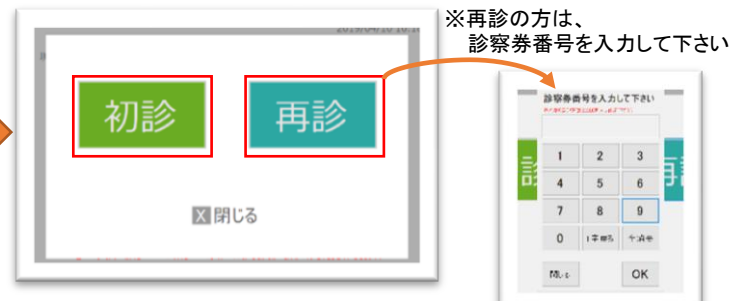 ※再診の方は、
診察券番号を入力して下さい
初診
再診
閉じる
診察券番号を入力して下さい
1 2 3
4 5 6
7 8 9
0
OK